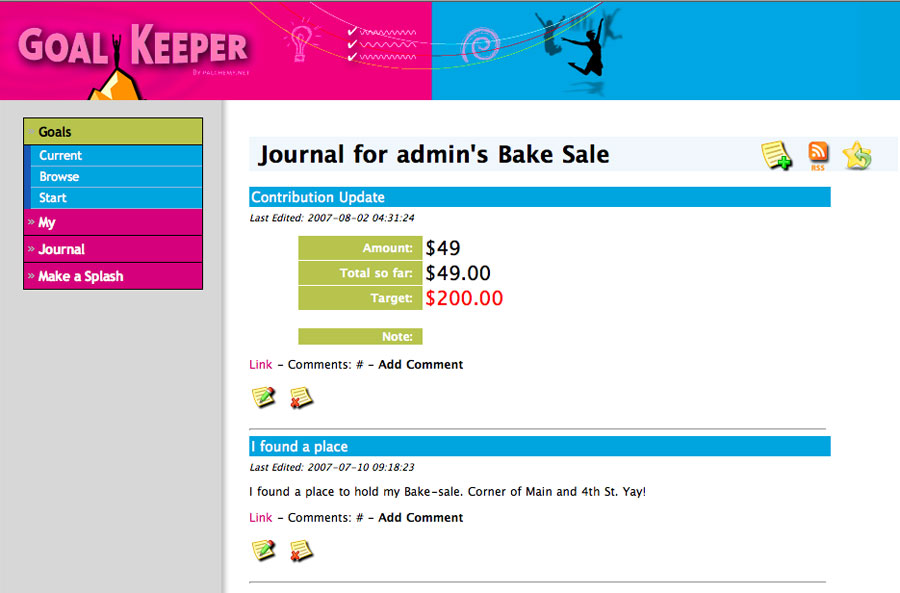 GOAL KEEPER
Goals
Current
Browse
Start
» My
» Journal
» Make a Splash
Journal for admin's Bake Sale
RSS
Contribution Update
Last Edited: 2007-08-02 04:31:24
Amount: $49
Total so far: $49.00
Target: $200.00
Note:
Link - Comments: # - Add Comment
I found a place
Last Edited: 2007-07-10 09:18:23
I found a place to hold my Bake-sale. Corner of Main and 4th St. Yay!
Link - Comments: # - Add Comment